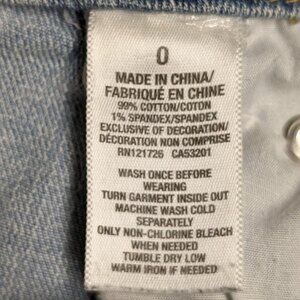 0
MADE IN CHINA/
FABRIQUÉ EN CHINE
99% COTTON/COTON
1% SPANDEX/SPANDEX
EXCLUSIVE OF DECORATION/
DÉCORATION NON COMPRISE
RN121726 CA53201
WASH ONCE BEFORE
WEARING
TURN GARMENT INSIDE OUT
MACHINE WASH COLD
SEPARATELY
ONLY NON-CHLORINE BLEACH
WHEN NEEDED
TUMBLE DRY LOW
WARM IRON IF NEEDED